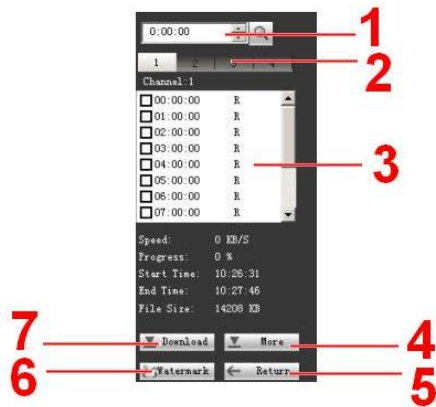 0:00:00
1
1 2 3 4
2
Channel:1
00:00:00 R
01:00:00 R
02:00:00 R
03:00:00 R
04:00:00 R
3
05:00:00 R
06:00:00 R
07:00:00 R
Speed: 0 KB/S
Progress: 0 %
Start Time: 10:26:31
End Time: 10:27:46
File Size: 14208 KB
7 Download More 4
6 Watermark Return 5